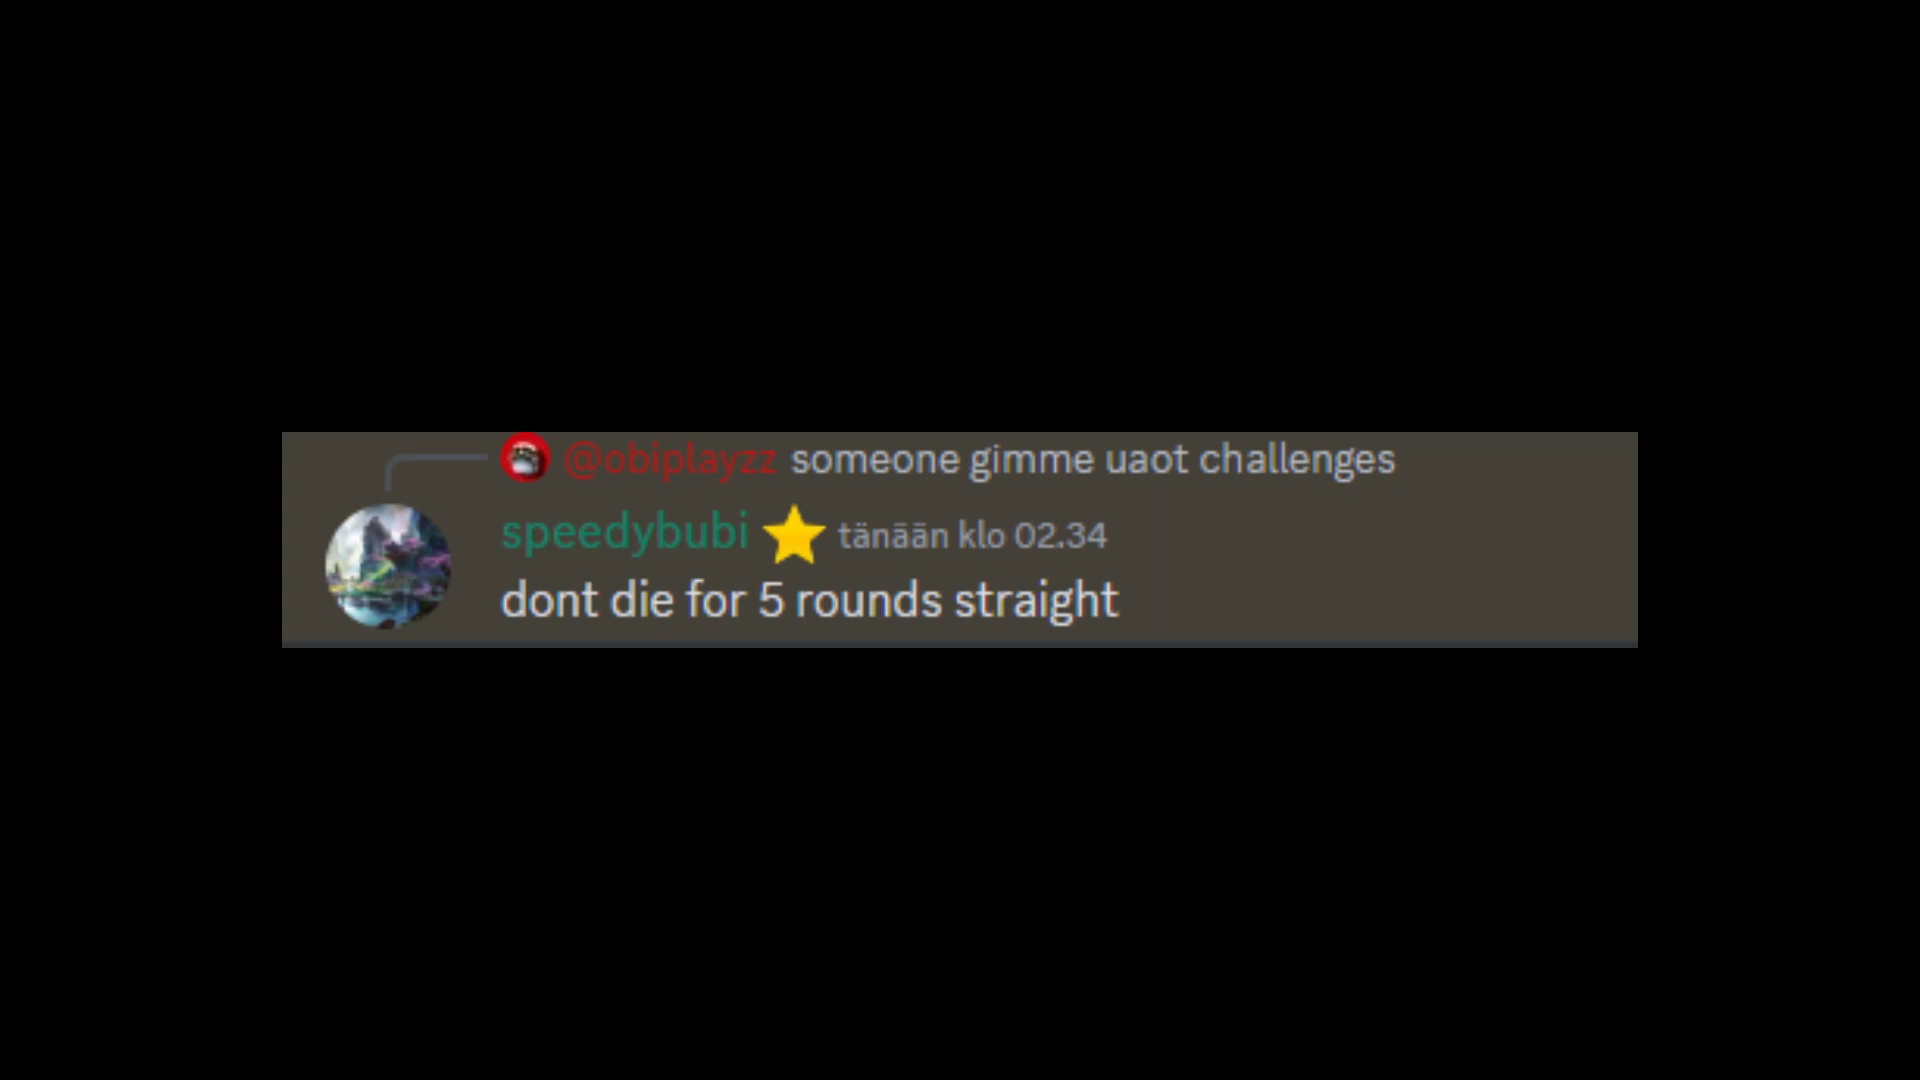 @obiplayzz someone gimme uaot challenges
speedybubi ⭐ tänään klo 02.34
dont die for 5 rounds straight